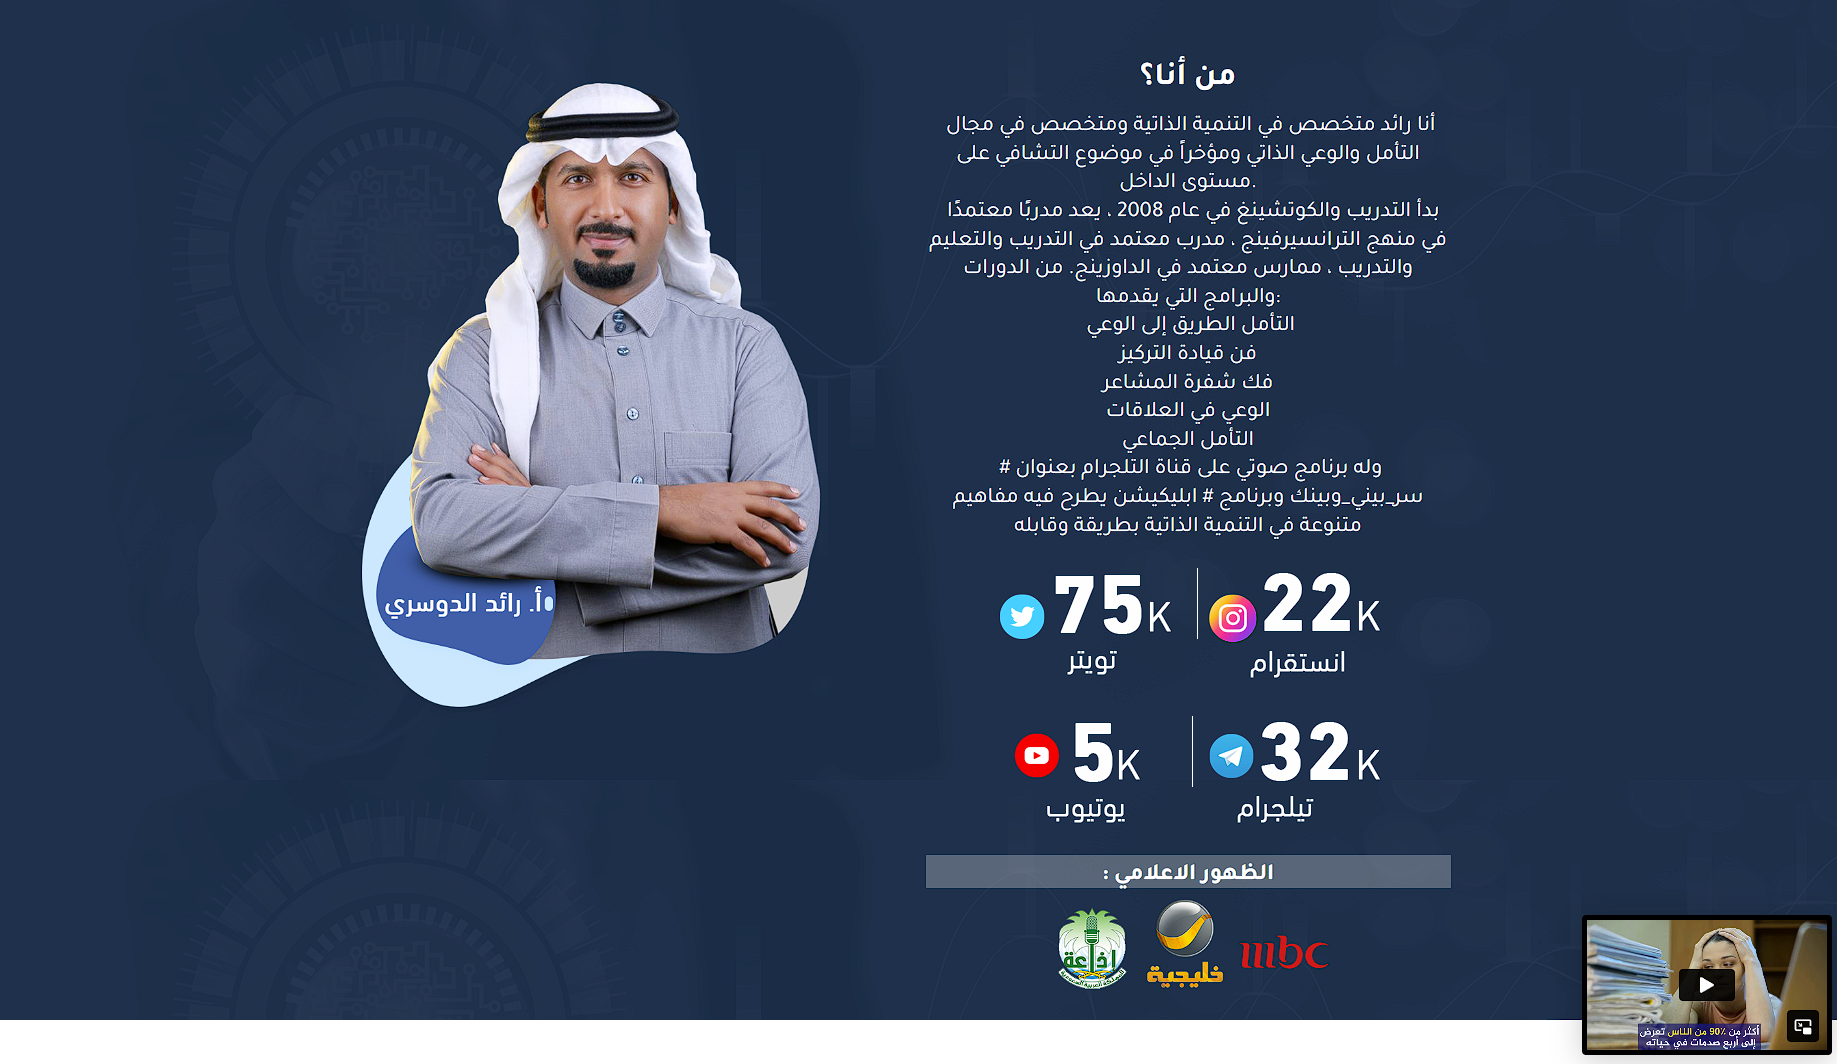 من أنا؟
أنا رائد متخصص في التنمية الذاتية ومتخصص في مجال
التأمل والوعي الذاتي ومؤخراً في موضوع التشافي على
مستوى الداخل.
بدأ التدريب والكوتشينغ في عام 2008 ، يعد مدربًا معتمدًا
في منهج الترانسيرفينج ، مدرب معتمد في التدريب والتعليم
والتدريب ، ممارس معتمد في الداوزينج. من الدورات
والبرامج التي يقدمها:
التأمل الطريق إلى الوعي
فن قيادة التركيز
فك شفرة المشاعر
الوعي في العلاقات
التأمل الجماعي
وله برنامج صوتي على قناة التلجرام بعنوان #
سر_بيني_وبينك وبرنامج # ابليكيشن يطرح فيه مفاهيم
متنوعة في التنمية الذاتية بطريقة وقابله
أ. رائد الدوسري
22K
انستقرام
75K
تويتر
32K
تيلجرام
5K
يوتيوب
الظهور الاعلامي :
mbc
خليجية
اذاعة
المملكة العربية السعودية
أكثر من 90٪ من الناس تعرض
إلى أربع صدمات في حياته